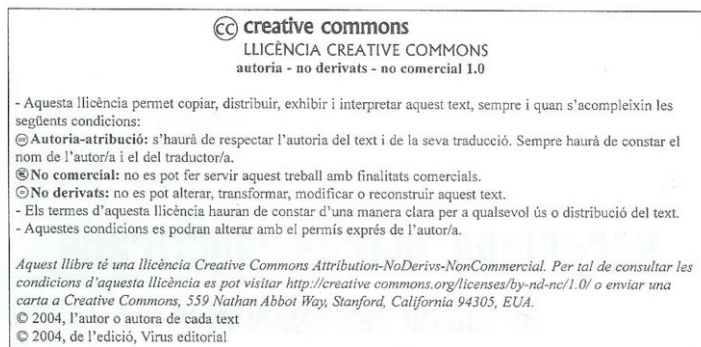 cc creative commons
LLICÈNCIA CREATIVE COMMONS
autoria - no derivats - no comercial 1.0
- Aquesta llicència permet copiar, distribuir, exhibir i interpretar aquest text, sempre i quan s'acompleixin les
següents condicions:
Autoria-atribució: s'haurà de respectar l'autoria del text i de la seva traducció. Sempre haurà de constar el
nom de l'autor/a i el del traductor/a.
No comercial: no es pot fer servir aquest treball amb finalitats comercials.
No derivats: no es pot alterar, transformar, modificar o reconstruir aquest text.
- Els termes d'aquesta llicència hauran de constar d'una manera clara per a qualsevol ús o distribució del text.
- Aquestes condicions es podran alterar amb el permís exprés de l'autor/a.
Aquest llibre té una llicència Creative Commons Attribution-NoDerivs-NonCommercial. Per tal de consultar les
condicions d'aquesta llicència es pot visitar http://creative commons.org/licenses/by-nd-nc/1.0/ o enviar una
carta a Creative Commons, 559 Nathan Abbot Way, Stanford, California 94305, EUA.
© 2004, l'autor o autora de cada text
© 2004, de l'edició, Virus editorial